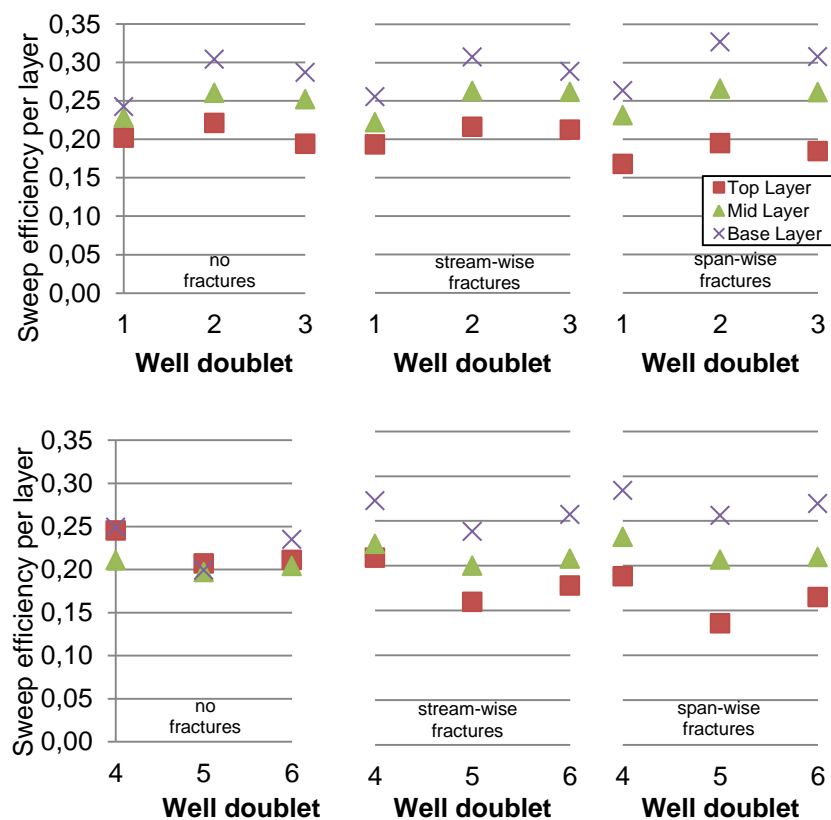 Sweep efficiency per layer
0,35
0,30
0,25
0,20
0,15
0,10
0,05
0,00
no
fractures
1 2 3
Well doublet
stream-wise
fractures
1 2 3
Well doublet
Top Layer
Mid Layer
Base Layer
span-wise
fractures
1 2 3
Well doublet
Sweep efficiency per layer
0,35
0,30
0,25
0,20
0,15
0,10
0,05
0,00
no
fractures
4 5 6
Well doublet
stream-wise
fractures
4 5 6
Well doublet
span-wise
fractures
4 5 6
Well doublet